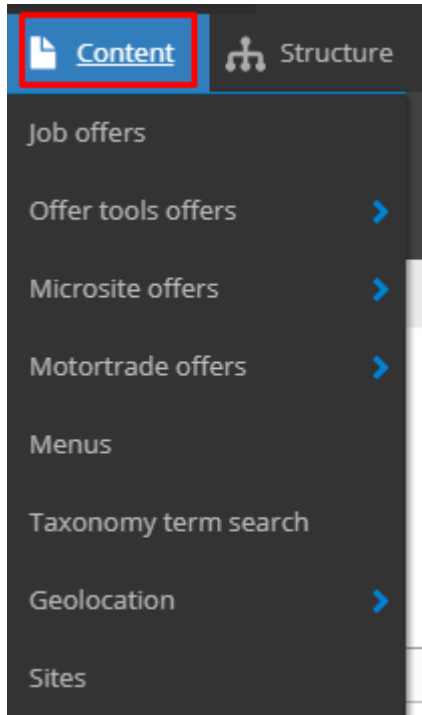 Content
Structure
Job offers
Offer tools offers
Microsite offers
Motortrade offers
Menus
Taxonomy term search
Geolocation
Sites